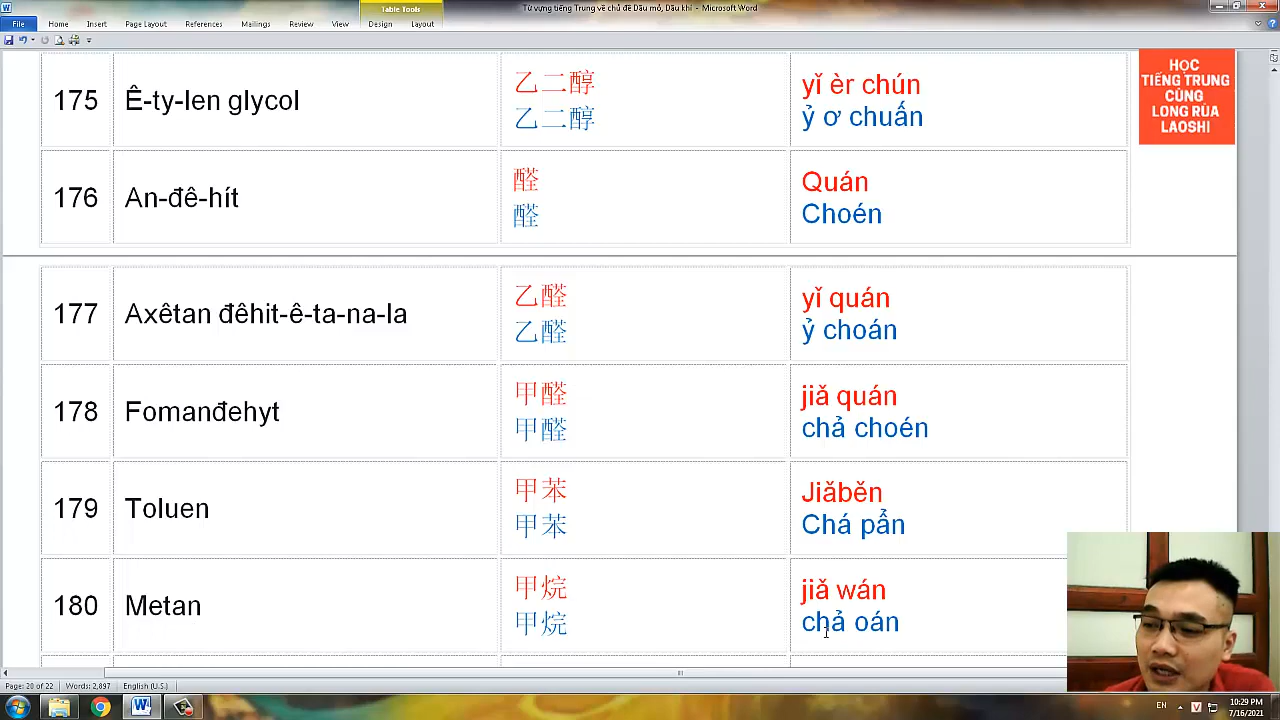 Table Tools
Từ vựng tiếng Trung về chủ đề Dầu mỏ, Dầu khí - Microsoft Word
File Home Insert Page Layout References Mailings Review View Design Layout
HỌC
TIẾNG TRUNG
CÙNG
LONG RÙA
LAOSHI
175 Ê-ty-len glycol 乙二醇 yǐ èr chún
乙二醇 ỷ ơ chuấn
176 An-đê-hít 醛 Quán
醛 Choén
177 Axêtan đêhit-ê-ta-na-la 乙醛 yǐ quán
乙醛 ỷ choán
178 Fomanđehyt 甲醛 jiǎ quán
甲醛 chả choén
179 Toluen 甲苯 Jiǎběn
甲苯 Chá pẩn
180 Metan 甲烷 jiǎ wán
甲烷 chả oán
Page: 20 of 22 Words: 2,897 English (U.S.)
EN V 10:29 PM
7/16/2021